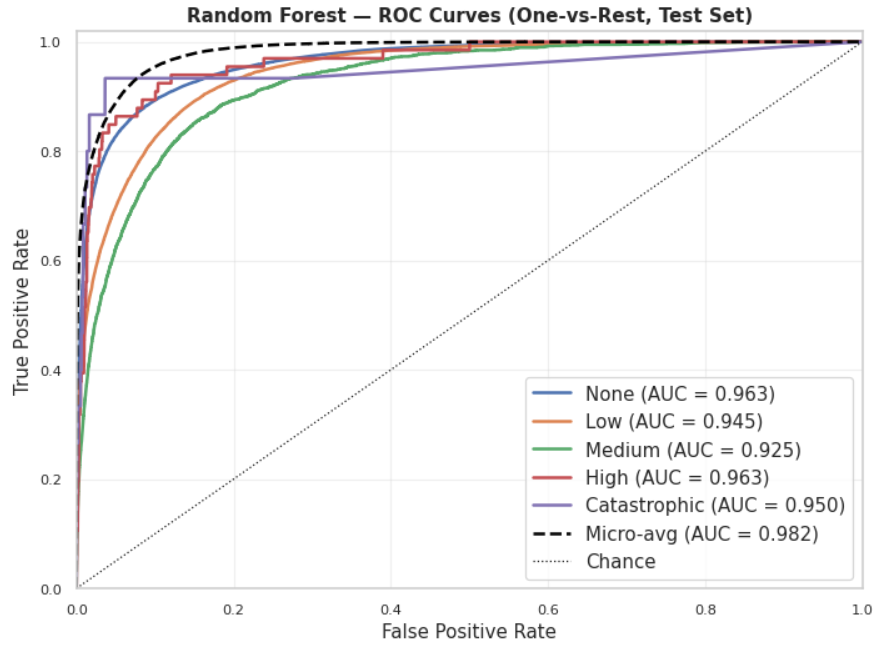 Random Forest — ROC Curves (One-vs-Rest, Test Set)
True Positive Rate
1.0
0.8
0.6
0.4
0.2
0.0
None (AUC = 0.963)
Low (AUC = 0.945)
Medium (AUC = 0.925)
High (AUC = 0.963)
Catastrophic (AUC = 0.950)
Micro-avg (AUC = 0.982)
Chance
0.0 0.2 0.4 0.6 0.8 1.0
False Positive Rate